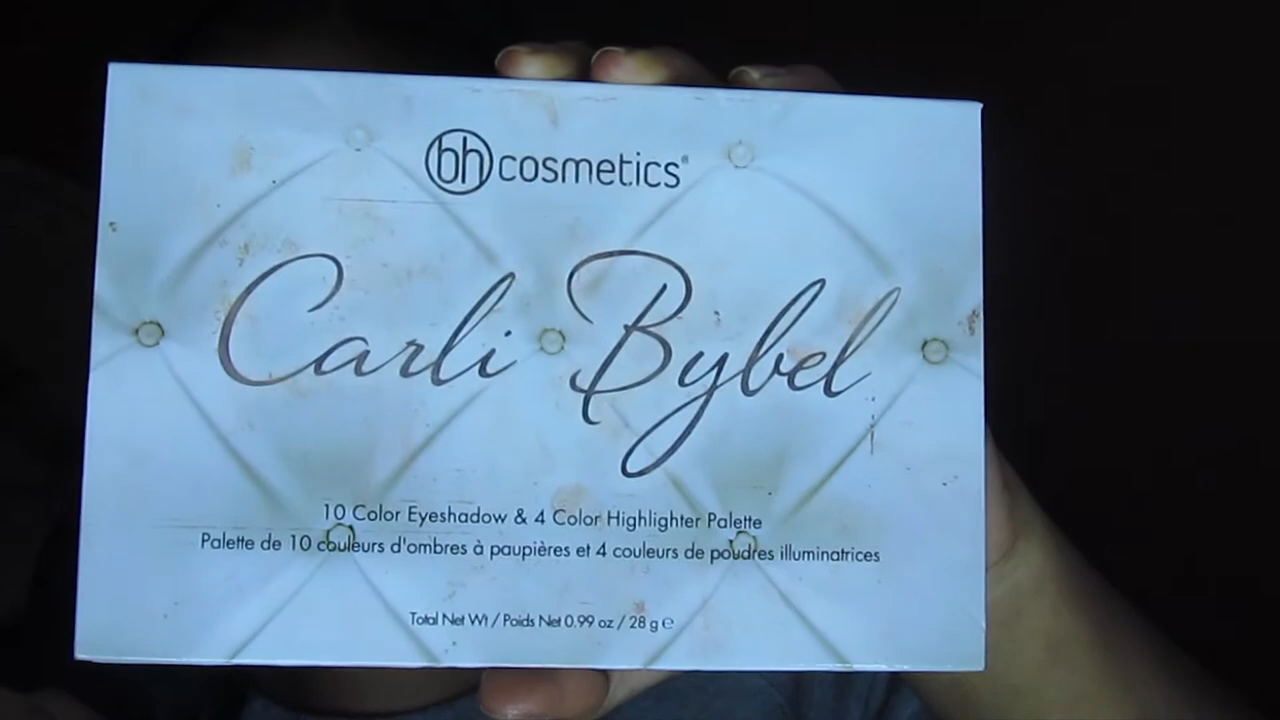 bh cosmetics®
Carli Bybel
10 Color Eyeshadow & 4 Color Highlighter Palette
Palette de 10 couleurs d'ombres à paupières et 4 couleurs de poudres illuminatrices
Total Net Wt / Poids Net 0.99 oz / 28 g ℮